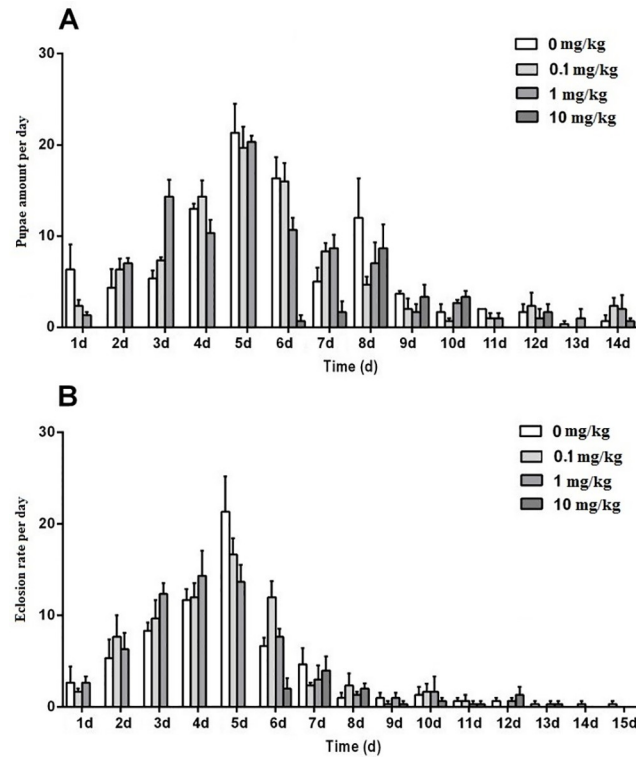 A
Pupae amount per day
30
20
10
0
0 mg/kg
0.1 mg/kg
1 mg/kg
10 mg/kg
1d 2d 3d 4d 5d 6d 7d 8d 9d 10d 11d 12d 13d 14d
Time (d)
B
Eclosion rate per day
30
20
10
0
0 mg/kg
0.1 mg/kg
1 mg/kg
10 mg/kg
1d 2d 3d 4d 5d 6d 7d 8d 9d 10d 11d 12d 13d 14d 15d
Time (d)